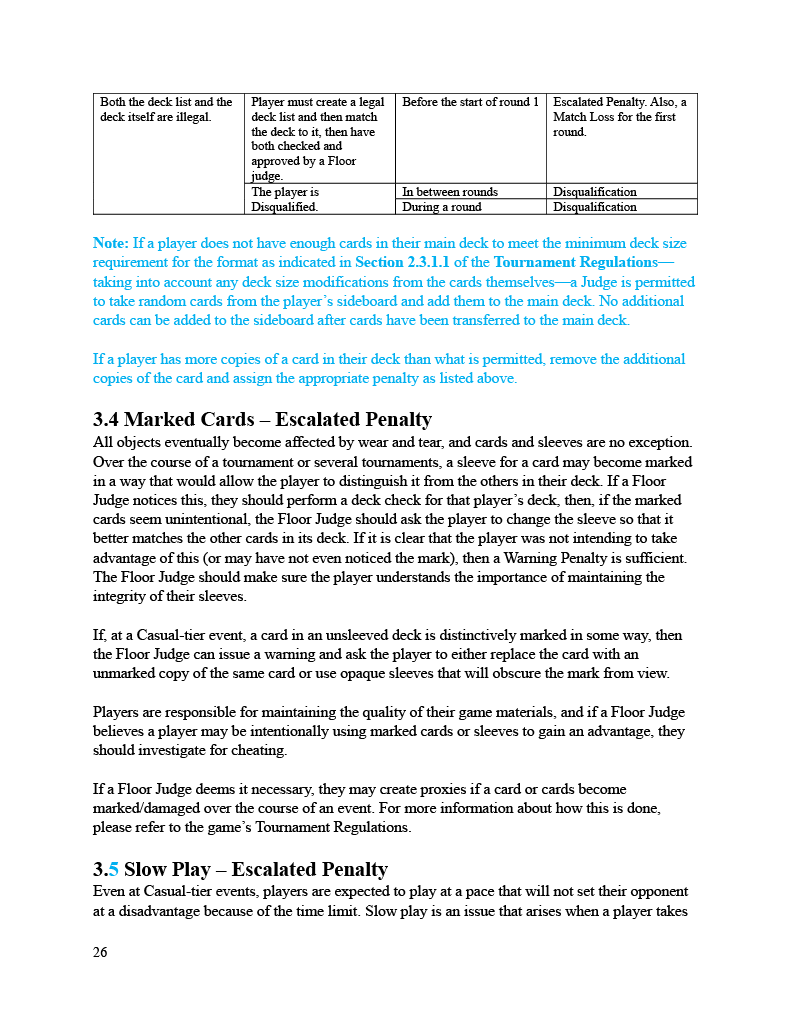 Both the deck list and the
deck itself are illegal.
Player must create a legal
deck list and then match
the deck to it, then have
both checked and
approved by a Floor
judge.
Before the start of round 1
Escalated Penalty. Also, a
Match Loss for the first
round.
The player is
Disqualified.
In between rounds
Disqualification
During a round
Disqualification
Note: If a player does not have enough cards in their main deck to meet the minimum deck size
requirement for the format as indicated in Section 2.3.1.1 of the Tournament Regulations—
taking into account any deck size modifications from the cards themselves—a Judge is permitted
to take random cards from the player’s sideboard and add them to the main deck. No additional
cards can be added to the sideboard after cards have been transferred to the main deck.
If a player has more copies of a card in their deck than what is permitted, remove the additional
copies of the card and assign the appropriate penalty as listed above.
3.4 Marked Cards – Escalated Penalty
All objects eventually become affected by wear and tear, and cards and sleeves are no exception.
Over the course of a tournament or several tournaments, a sleeve for a card may become marked
in a way that would allow the player to distinguish it from the others in their deck. If a Floor
Judge notices this, they should perform a deck check for that player’s deck, then, if the marked
cards seem unintentional, the Floor Judge should ask the player to change the sleeve so that it
better matches the other cards in its deck. If it is clear that the player was not intending to take
advantage of this (or may have not even noticed the mark), then a Warning Penalty is sufficient.
The Floor Judge should make sure the player understands the importance of maintaining the
integrity of their sleeves.
If, at a Casual-tier event, a card in an unsleeved deck is distinctively marked in some way, then
the Floor Judge can issue a warning and ask the player to either replace the card with an
unmarked copy of the same card or use opaque sleeves that will obscure the mark from view.
Players are responsible for maintaining the quality of their game materials, and if a Floor Judge
believes a player may be intentionally using marked cards or sleeves to gain an advantage, they
should investigate for cheating.
If a Floor Judge deems it necessary, they may create proxies if a card or cards become
marked/damaged over the course of an event. For more information about how this is done,
please refer to the game’s Tournament Regulations.
3.5 Slow Play – Escalated Penalty
Even at Casual-tier events, players are expected to play at a pace that will not set their opponent
at a disadvantage because of the time limit. Slow play is an issue that arises when a player takes
26